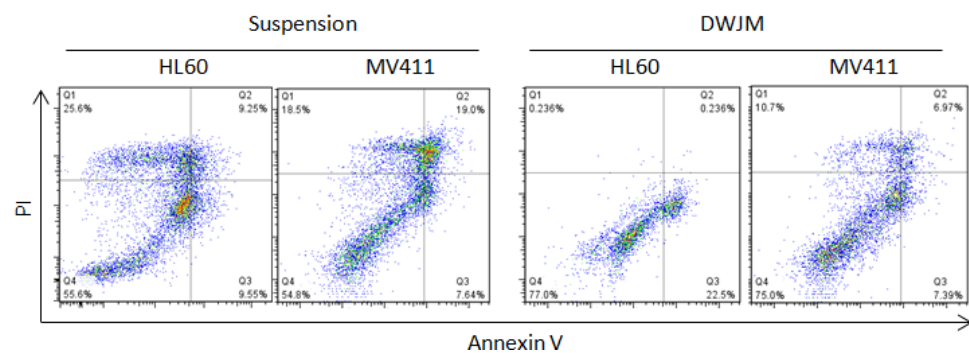 Suspension DWJM
HL60 MV411 HL60 MV411
Q1 Q2 Q1 Q2 Q1 Q2 Q1 Q2
25.6% 9.25% 18.5% 19.0% 0.236% 0.236% 10.7% 6.97%
PI
Q4 Q3 Q4 Q3 Q4 Q3 Q4 Q3
55.6% 9.55% 54.8% 7.64% 77.0% 22.5% 75.0% 7.39%
Annexin V